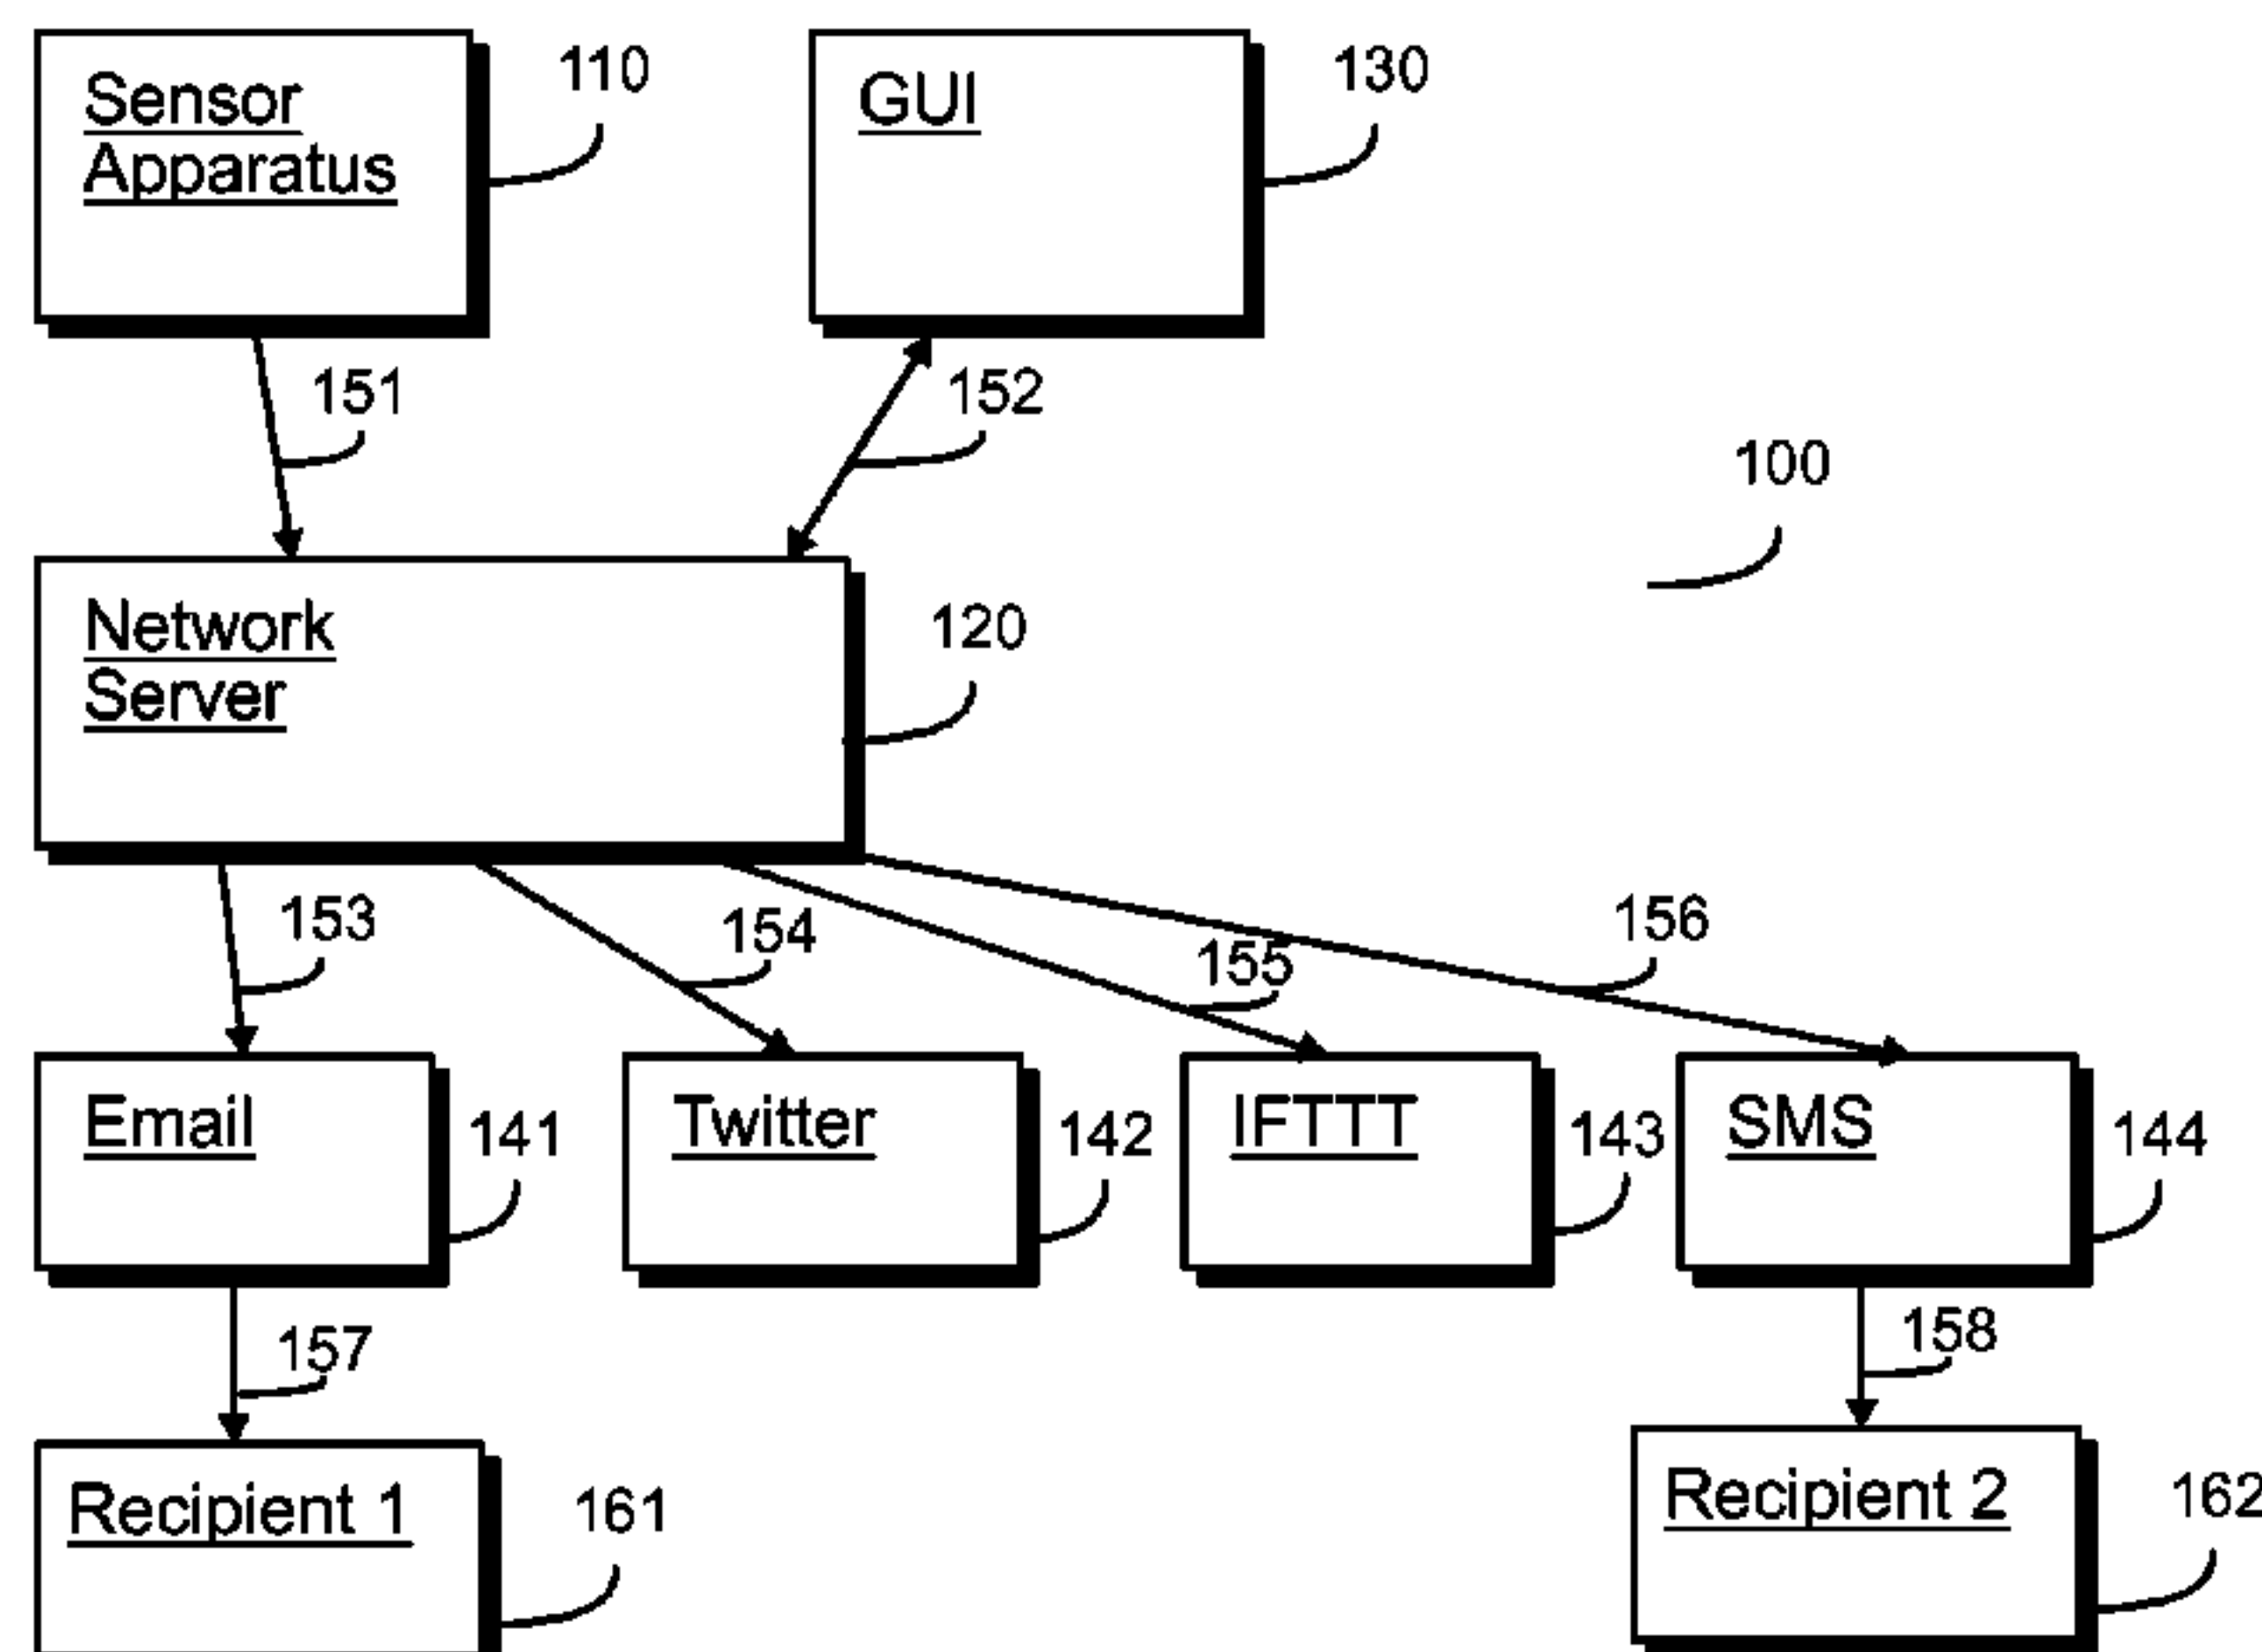 Sensor
Apparatus
110
GUI
130
151
152
100
Network
Server
120
153
154
155
156
Email
141
Twitter
142
IFTTT
143
SMS
144
157
158
Recipient 1
161
Recipient 2
162